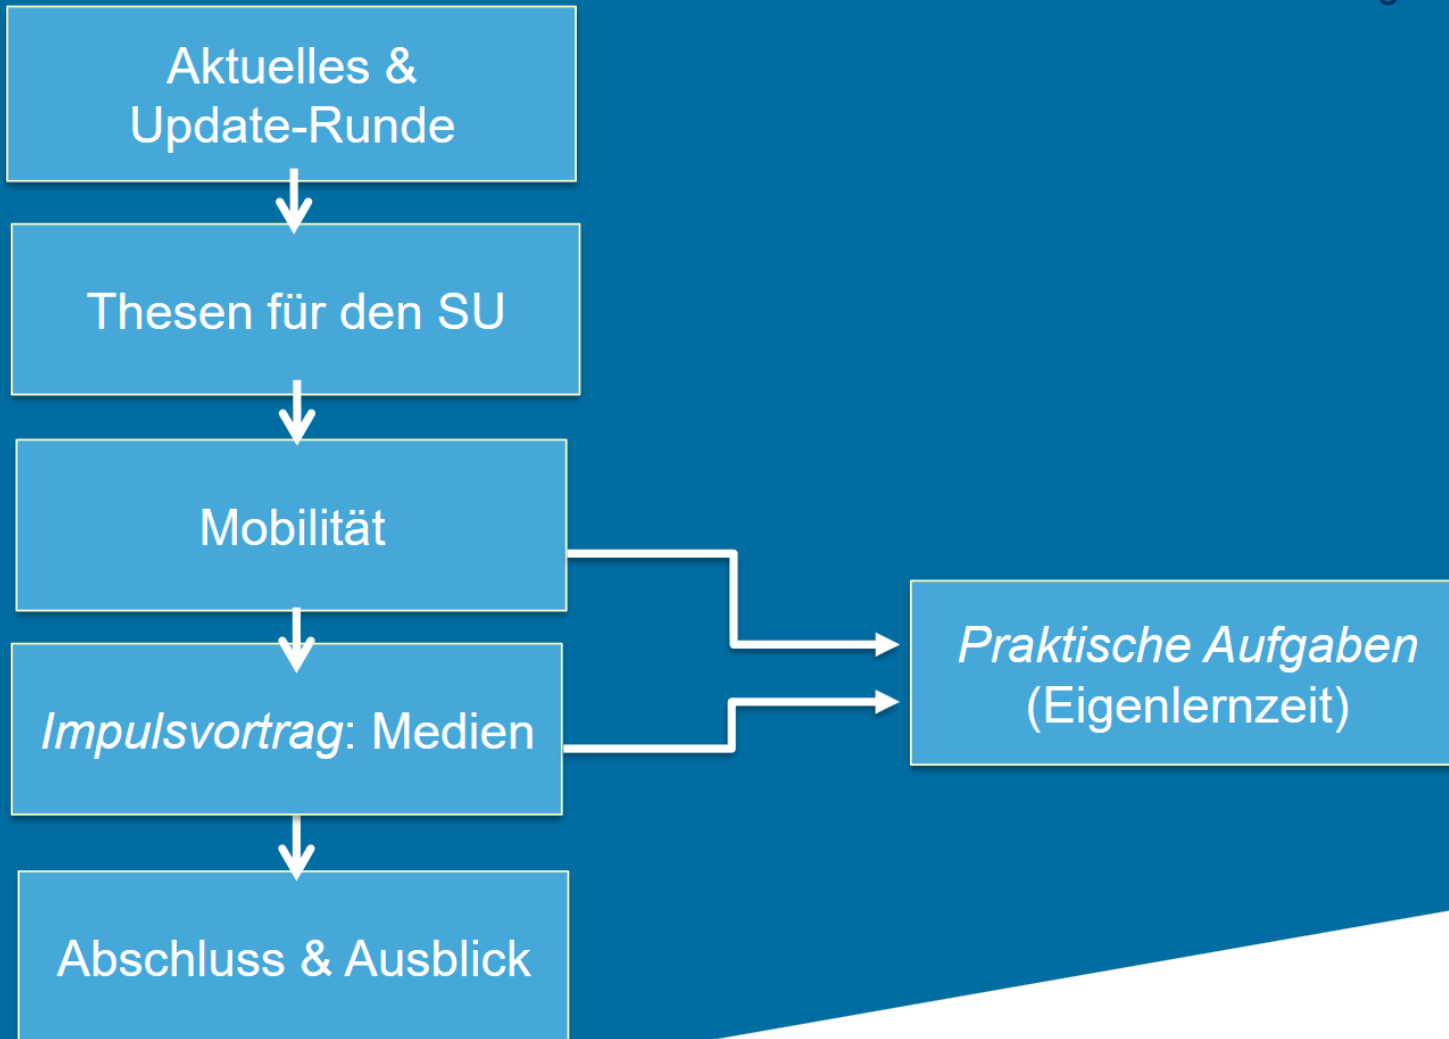 Aktuelles &
Update-Runde
Thesen für den SU
Mobilität
Impulsvortrag: Medien
Praktische Aufgaben
(Eigenlernzeit)
Abschluss & Ausblick